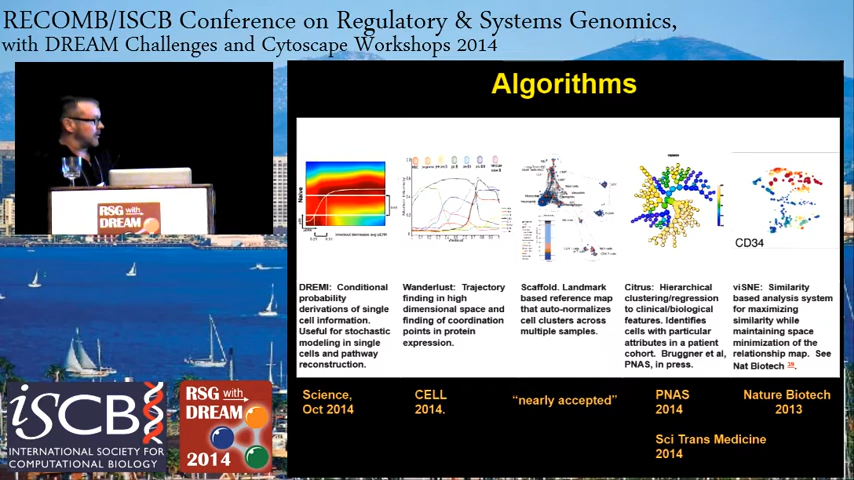 RECOMB/ISCB Conference on Regulatory & Systems Genomics,
with DREAM Challenges and Cytoscape Workshops 2014
Algorithms
RSG with
DREAM
Naive
CD34
DREMI: Conditional
probability
derivations of single
cell information.
Useful for stochastic
modeling in single
cells and pathway
reconstruction.
Wanderlust: Trajectory
finding in high
dimensional space and
finding of coordination
points in protein
expression.
Scaffold. Landmark
based reference map
that auto-normalizes
cell clusters across
multiple samples.
Citrus: Hierarchical
clustering/regression
to clinical/biological
features. Identifies
cells with particular
attributes in a patient
cohort. Bruggner et al,
PNAS, in press.
viSNE: Similarity
based analysis system
for maximizing
similarity while
maintaining space
minimization of the
relationship map. See
Nat Biotech
Science,
Oct 2014
CELL
2014.
"nearly accepted"
PNAS
2014
Sci Trans Medicine
2014
Nature Biotech
2013
iSCB
INTERNATIONAL SOCIETY FOR
COMPUTATIONAL BIOLOGY
RSG with
DREAM
2014